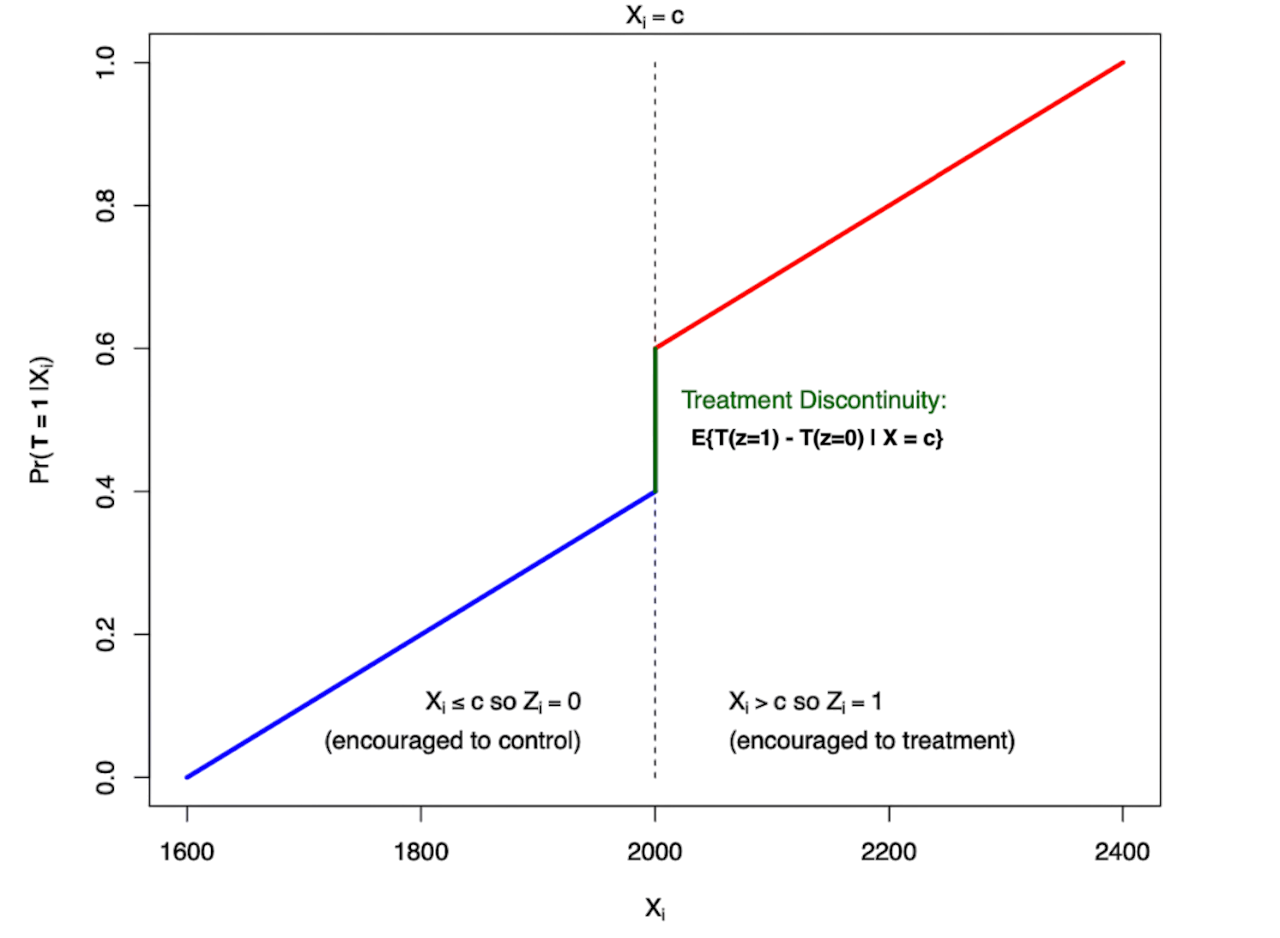 Xᵢ = c
1.0
0.8
0.6
0.4
0.2
0.0
Pr( T = 1 |Xᵢ)
Treatment Discontinuity:
E{T(z=1) - T(z=0) | X = c}
Xᵢ ≤ c so Zᵢ = 0
(encouraged to control)
Xᵢ > c so Zᵢ = 1
(encouraged to treatment)
1600
1800
2000
2200
2400
Xᵢ